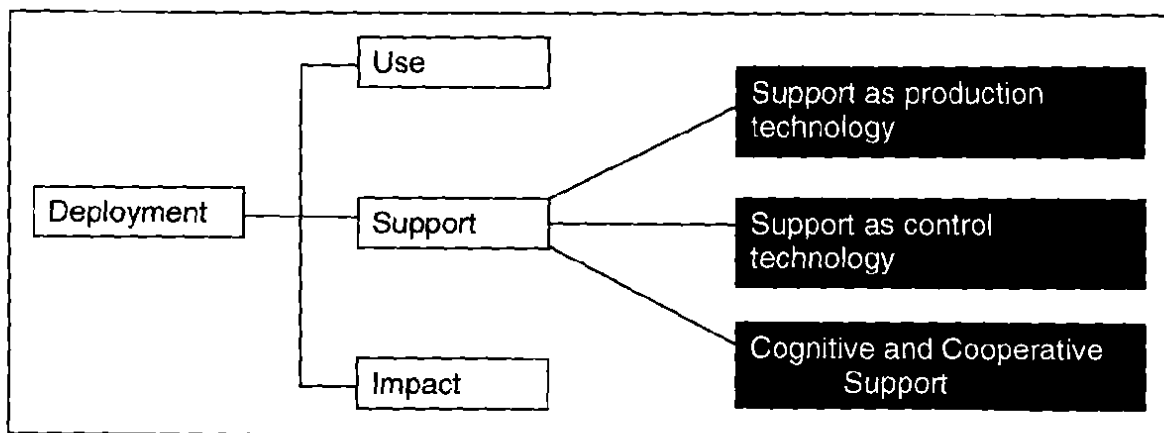 Use
Support as production
technology
Deployment
Support
Support as control
technology
Impact
Cognitive and Cooperative
Support